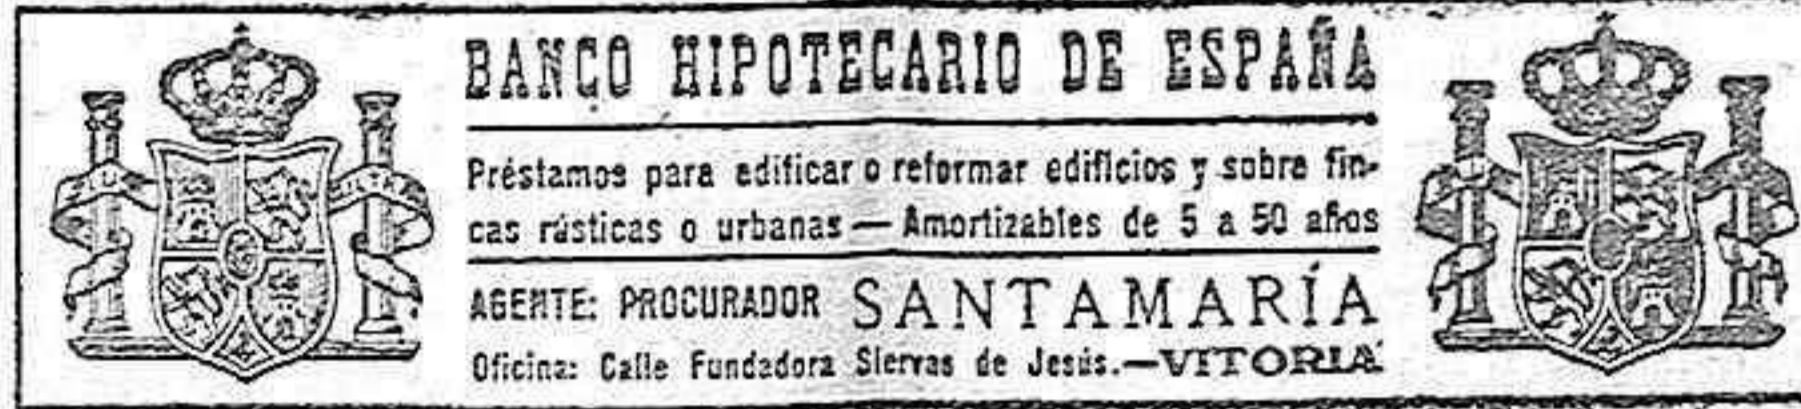 BANCO HIPOTECARIO DE ESPAÑA
Préstamos para edificar o reformar edificios y sobre fin-
cas rústicas o urbanas — Amortizables de 5 a 50 años
AGENTE: PROCURADOR SANTAMARÍA
Oficina: Calle Fundadora Siervas de Jesús.—VITORIA